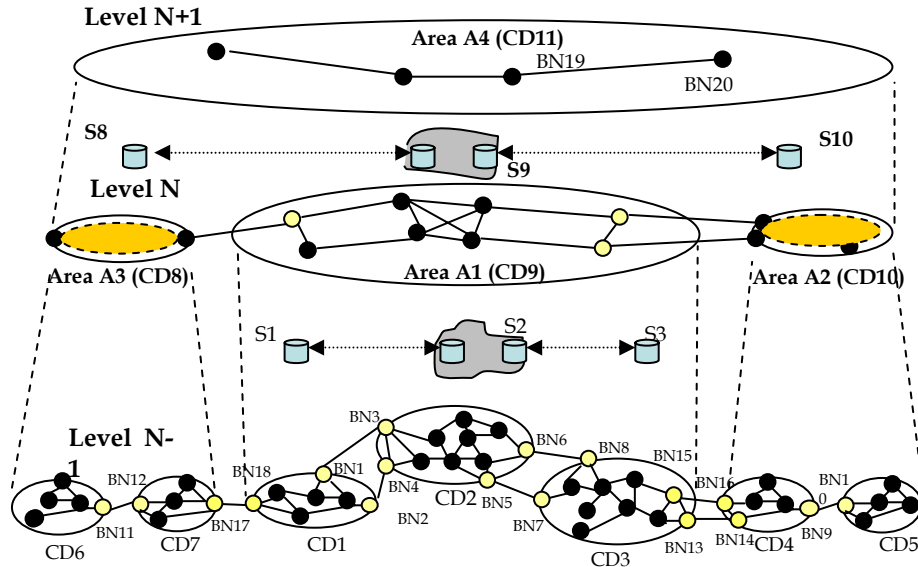 Level N+1
Area A4 (CD11)
BN19
BN20
S8
S9
S10
Level N
Area A3 (CD8)
Area A1 (CD9)
Area A2 (CD10)
S1
S2
S3
Level N-
1
BN3
BN6
BN8
BN15
BN12
BN18
BN1
BN4
CD2
BN5
BN16
BN1
0
BN11
BN17
BN2
BN7
BN13
BN14
BN9
CD6
CD7
CD1
CD3
CD4
CD5